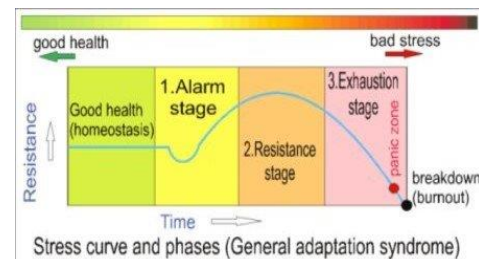 good health
bad stress
Good health
(homeostasis)
1.Alarm
stage
2.Resistance
stage
3.Exhaustion
stage
panic zone
breakdown
(burnout)
Resistance
Time
Stress curve and phases (General adaptation syndrome)